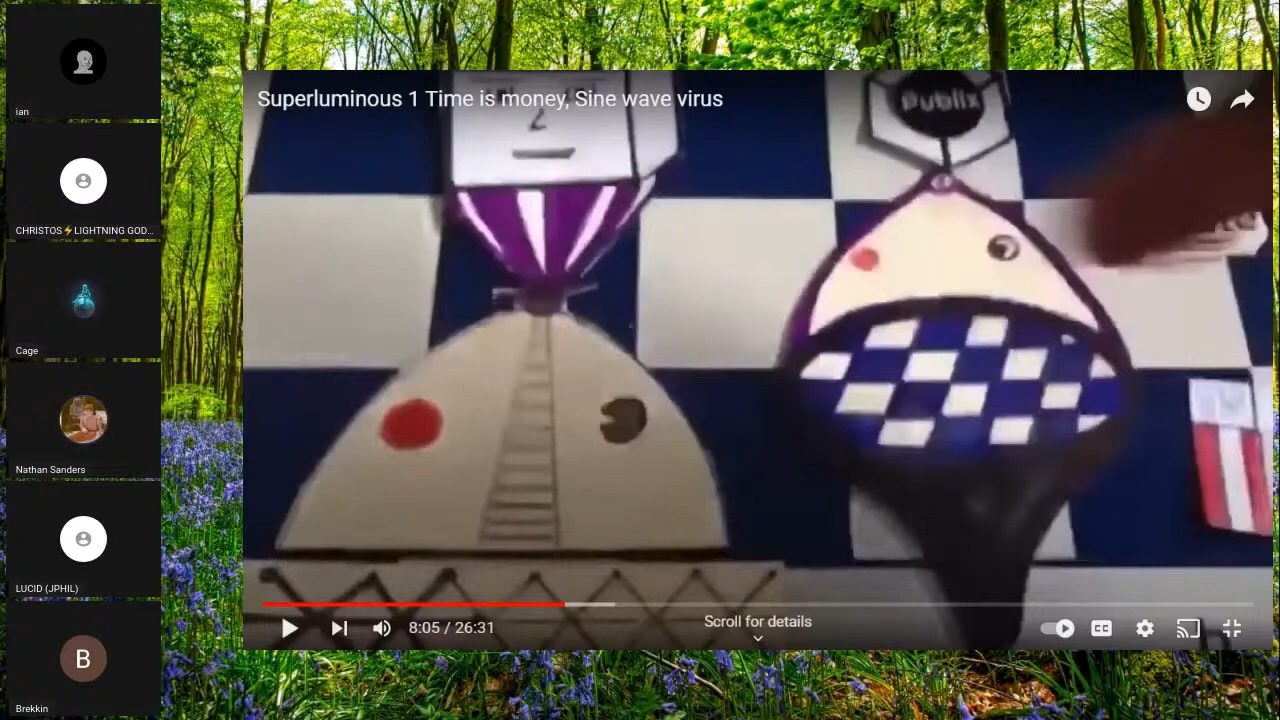 ian
CHRISTOS⚡LIGHTNING GOD...
Cage
Nathan Sanders
LUCID (JPHIL)
B
Brekkin
Superluminous 1 Time is money, Sine wave virus
Publix
8:05 / 26:31
Scroll for details
CC